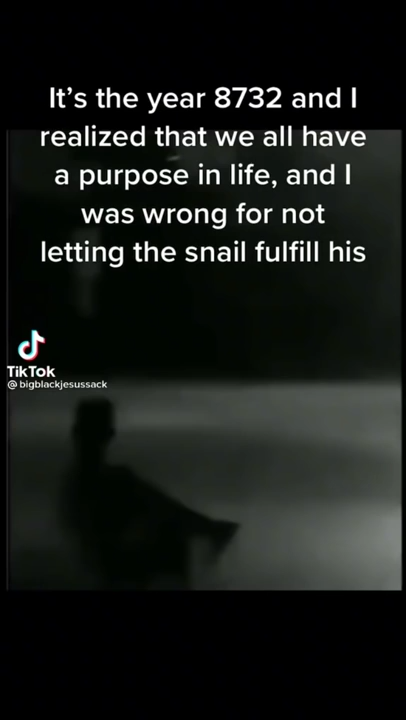 It's the year 8732 and I
realized that we all have
a purpose in life, and I
was wrong for not
letting the snail fulfill his
TikTok
@bigblackjesussack